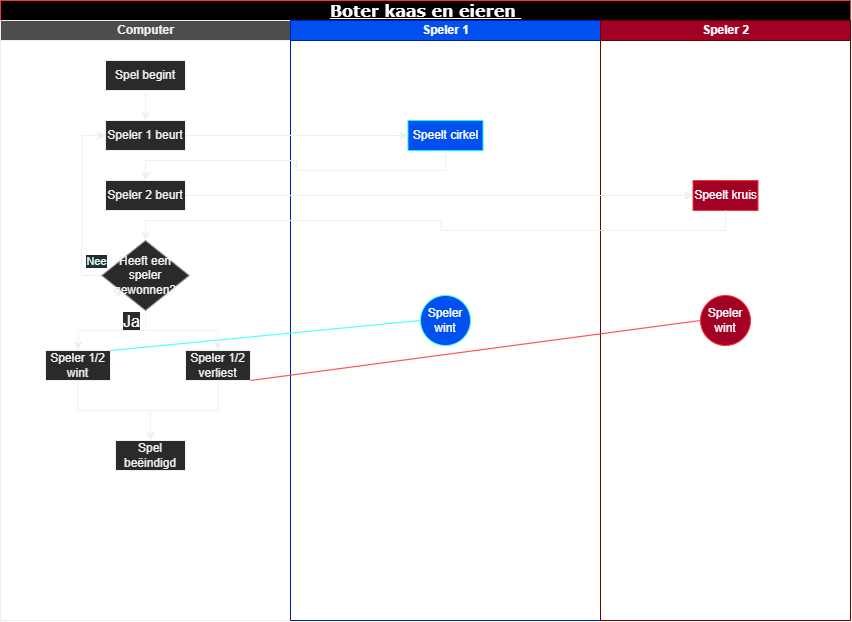 Boter kaas en eieren
Computer
Speler 1
Speler 2
Spel begint
Speler 1 beurt
Speelt cirkel
Speler 2 beurt
Speelt kruis
Nee
Heeft een
speler
gewonnen?
Ja
Speler
wint
Speler
wint
Speler 1/2
wint
Speler 1/2
verliest
Spel
beëindigd